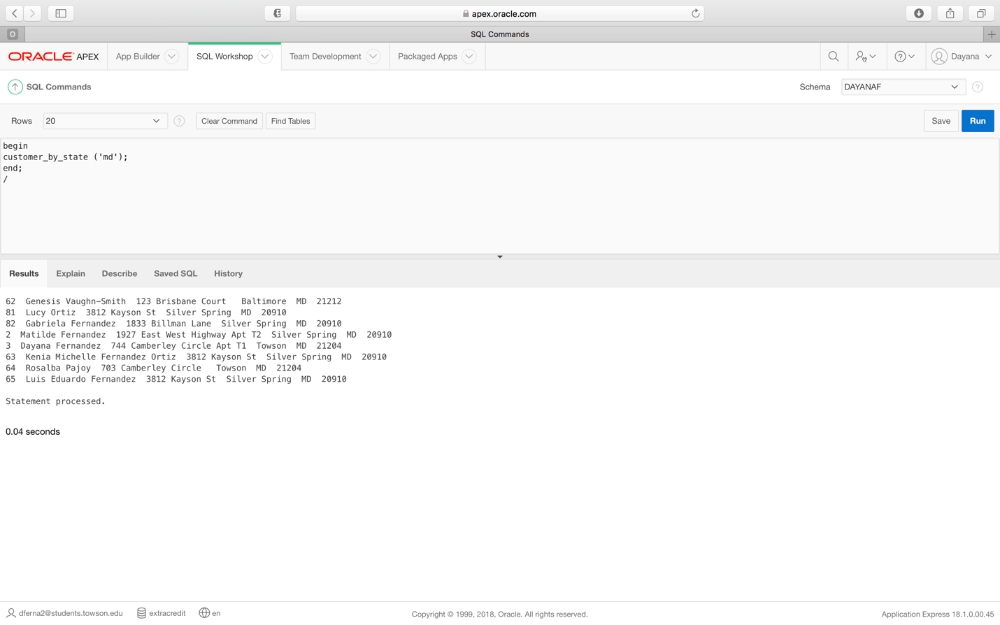 apex.oracle.com
O
SQL Commands
ORACLE APEX App Builder SQL Workshop Team Development Packaged Apps Dayana
SQL Commands Schema DAYANAF ?
Rows 20 ? Clear Command Find Tables Save Run
begin
customer_by_state ('md');
end;
/
Results Explain Describe Saved SQL History
62  Genesis Vaughn-Smith  123 Brisbane Court   Baltimore  MD  21212
81  Lucy Ortiz  3812 Kayson St  Silver Spring  MD  20910
82  Gabriela Fernandez  1833 Billman Lane  Silver Spring  MD  20910
2  Matilde Fernandez  1927 East West Highway Apt T2  Silver Spring  MD  20910
3  Dayana Fernandez  744 Camberley Circle Apt T1  Towson  MD  21204
63  Kenia Michelle Fernandez Ortiz  3812 Kayson St  Silver Spring  MD  20910
64  Rosalba Pajoy  703 Camberley Circle   Towson  MD  21204
65  Luis Eduardo Fernandez  3812 Kayson St  Silver Spring  MD  20910
Statement processed.
0.04 seconds
dferna2@students.towson.edu extracredit en Copyright © 1999, 2018, Oracle. All rights reserved. Application Express 18.1.0.00.45